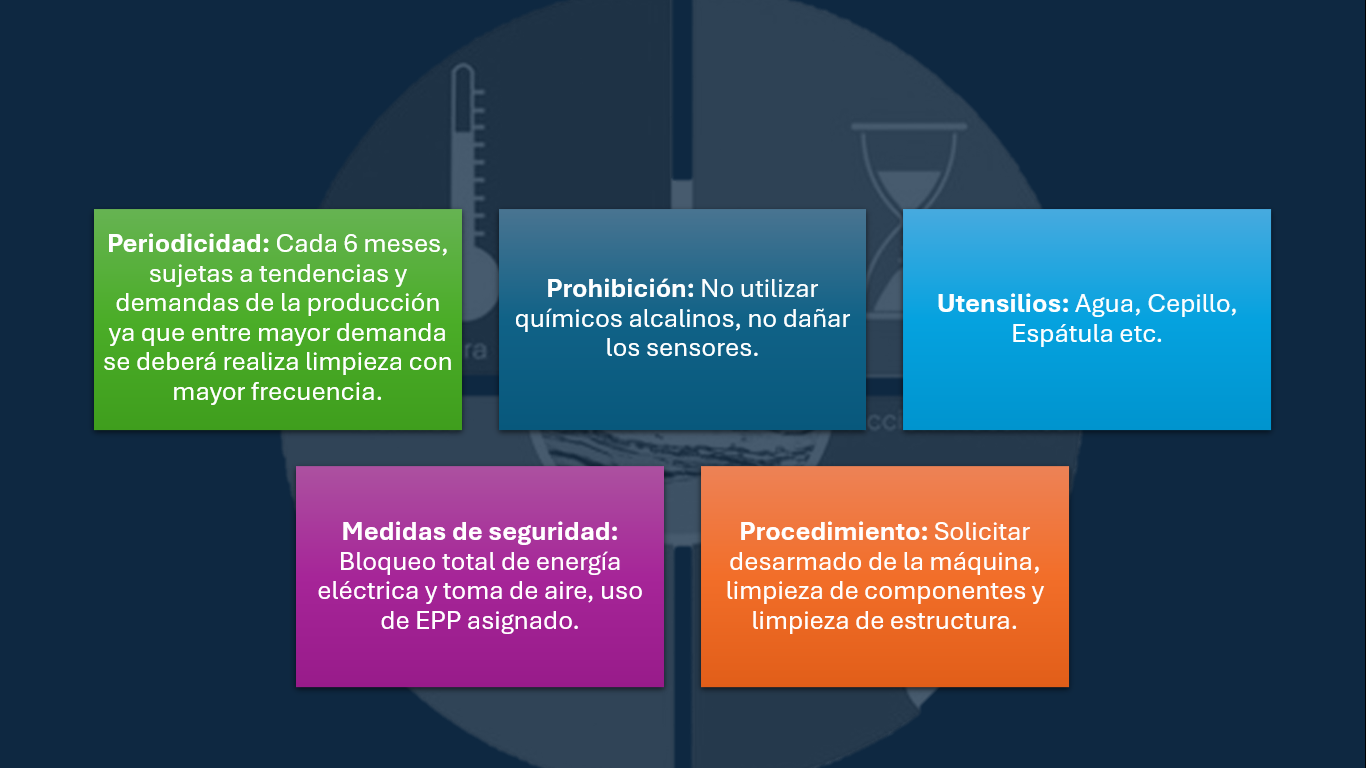 Periodicidad: Cada 6 meses,
sujetas a tendencias y
demandas de la producción
ya que entre mayor demanda
se deberá realiza limpieza con
mayor frecuencia.
Prohibición: No utilizar
químicos alcalinos, no dañar
los sensores.
Utensilios: Agua, Cepillo,
Espátula etc.
Medidas de seguridad:
Bloqueo total de energía
eléctrica y toma de aire, uso
de EPP asignado.
Procedimiento: Solicitar
desarmado de la máquina,
limpieza de componentes y
limpieza de estructura.